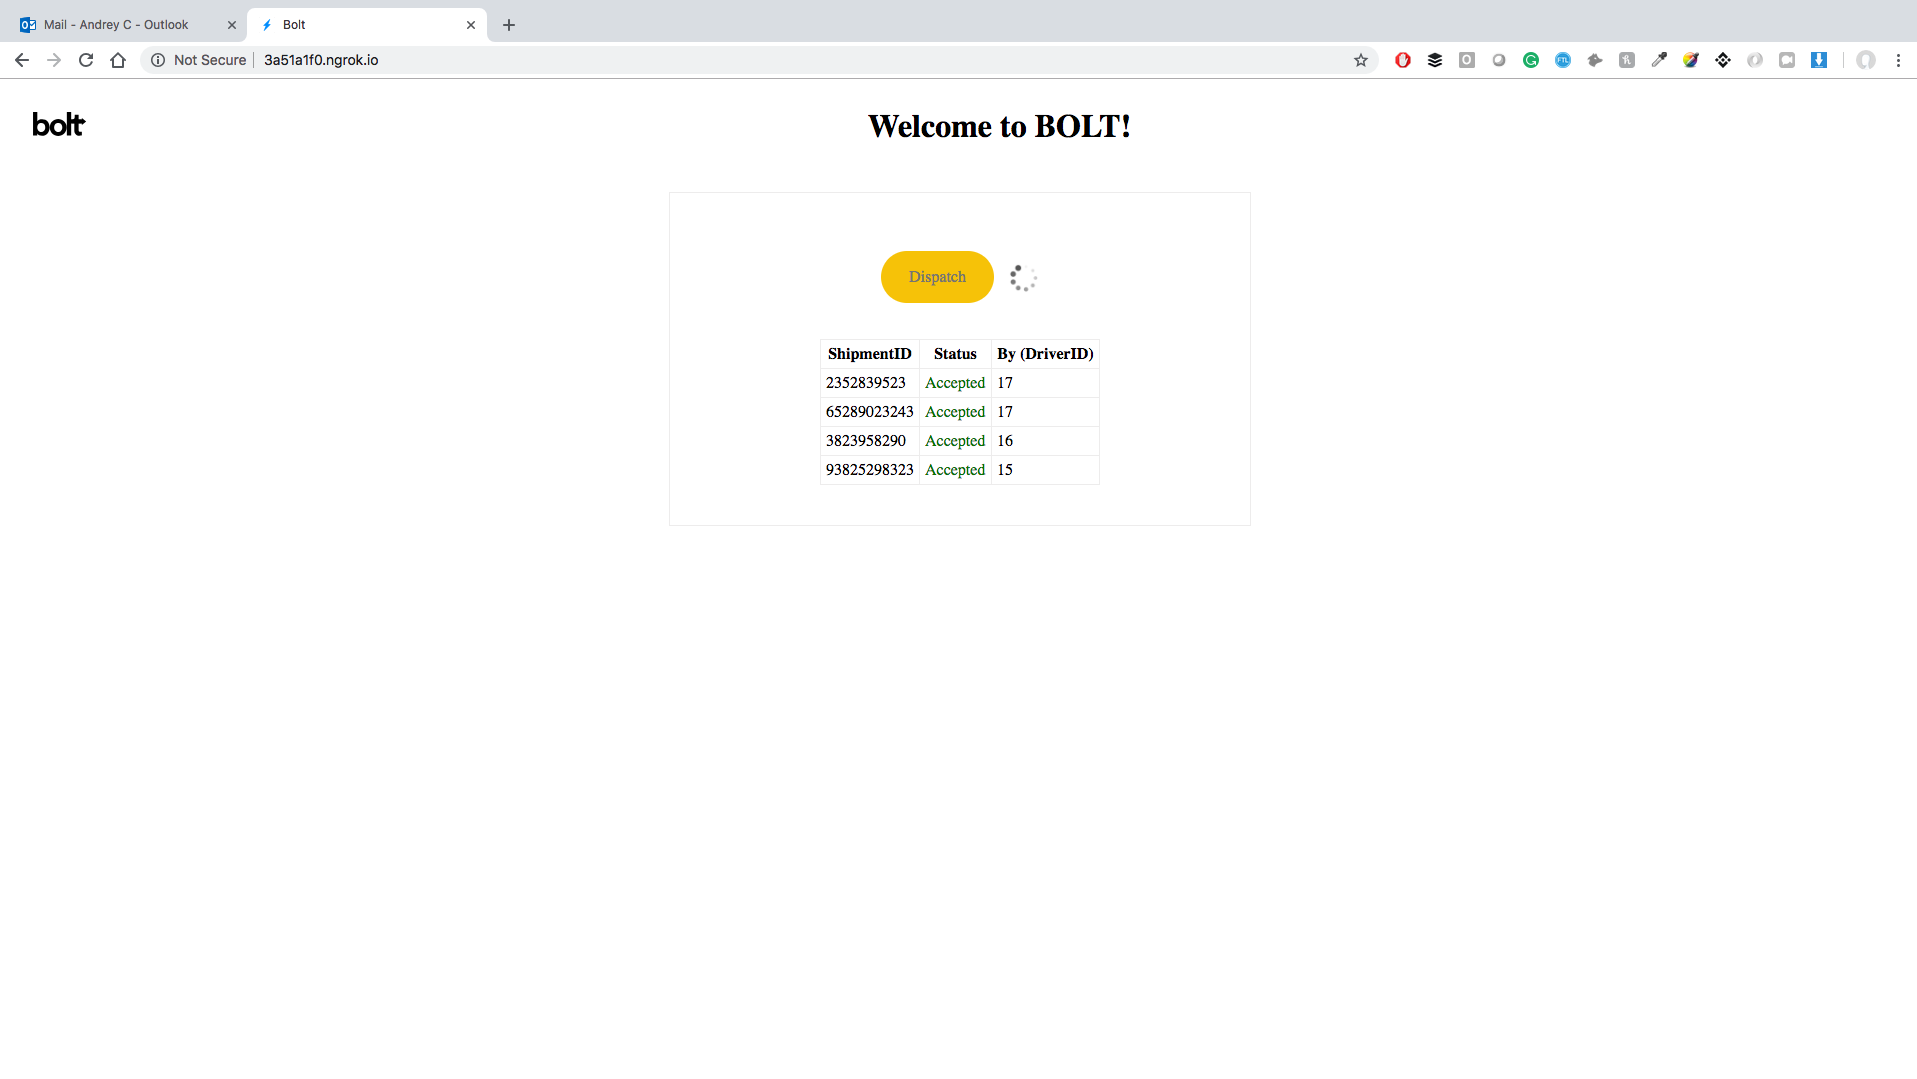 Mail - Andrey C - Outlook
Bolt
Not Secure
3a51a1f0.ngrok.io
FTL
bolt
Welcome to BOLT!
Dispatch
ShipmentID Status By (DriverID)
2352839523 Accepted 17
65289023243 Accepted 17
3823958290 Accepted 16
93825298323 Accepted 15